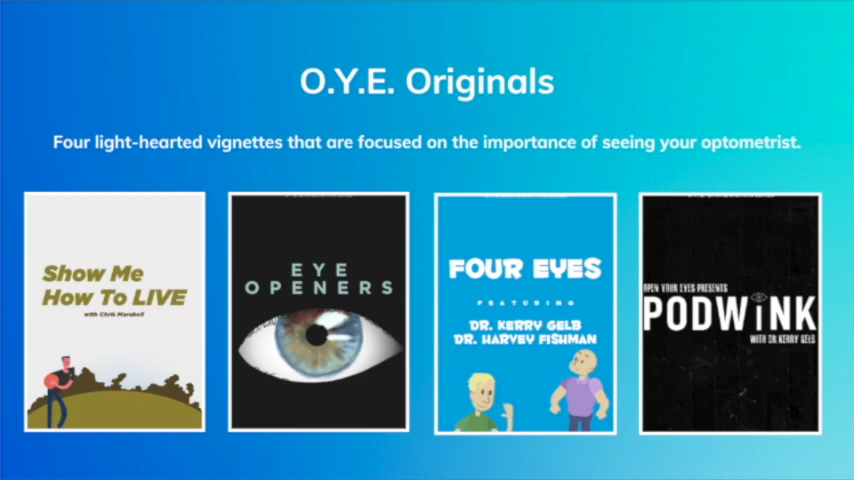 O.Y.E. Originals
Four light-hearted vignettes that are focused on the importance of seeing your optometrist.
Show Me
How To LIVE
with Chris
EYE
OPENERS
FOUR EYES
FEATURING
DR. KERRY GELB
DR. HARVEY FISHMAN
OPEN YOUR EYES PRESENTS
PODWiNK
WITH DR KERRY GELB